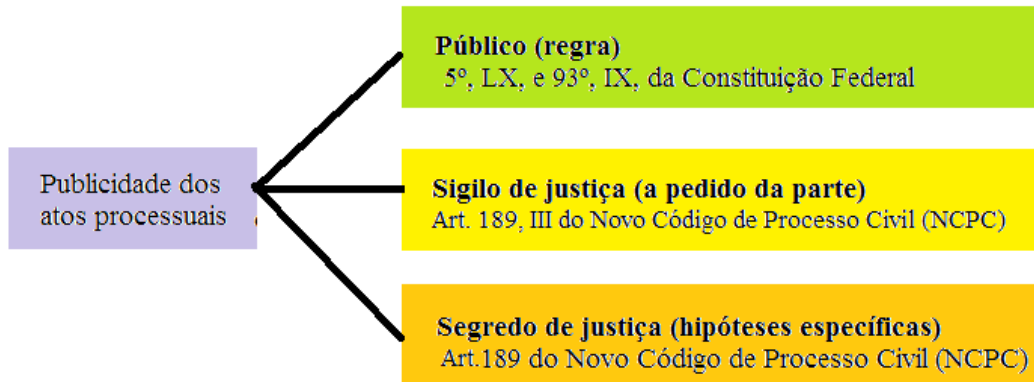 Público (regra)
5º, LX, e 93º, IX, da Constituição Federal
Publicidade dos
atos processuais
Sigilo de justiça (a pedido da parte)
Art. 189, III do Novo Código de Processo Civil (NCPC)
Segredo de justiça (hipóteses específicas)
Art.189 do Novo Código de Processo Civil (NCPC)